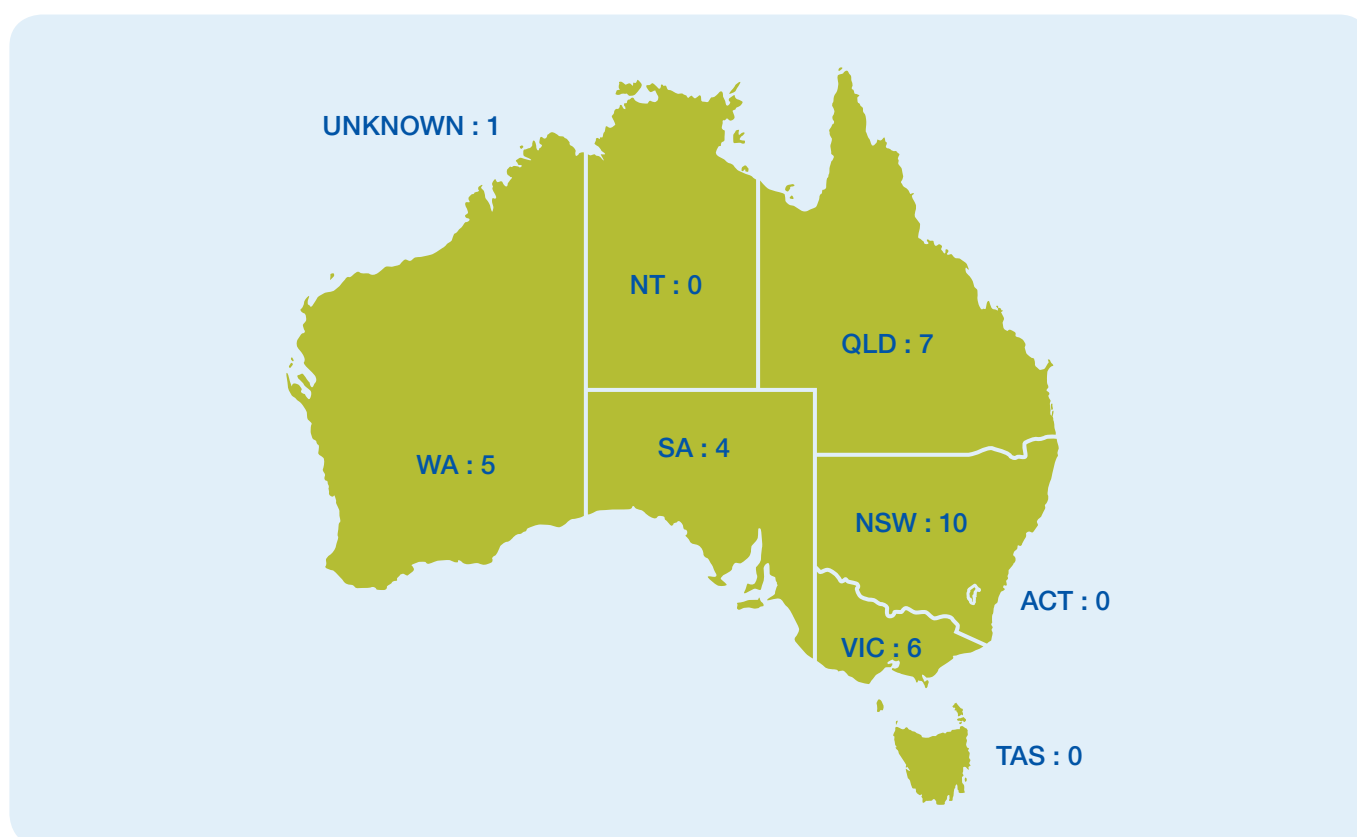 UNKNOWN : 1
NT : 0
QLD : 7
SA : 4
WA : 5
NSW : 10
ACT : 0
VIC : 6
TAS : 0